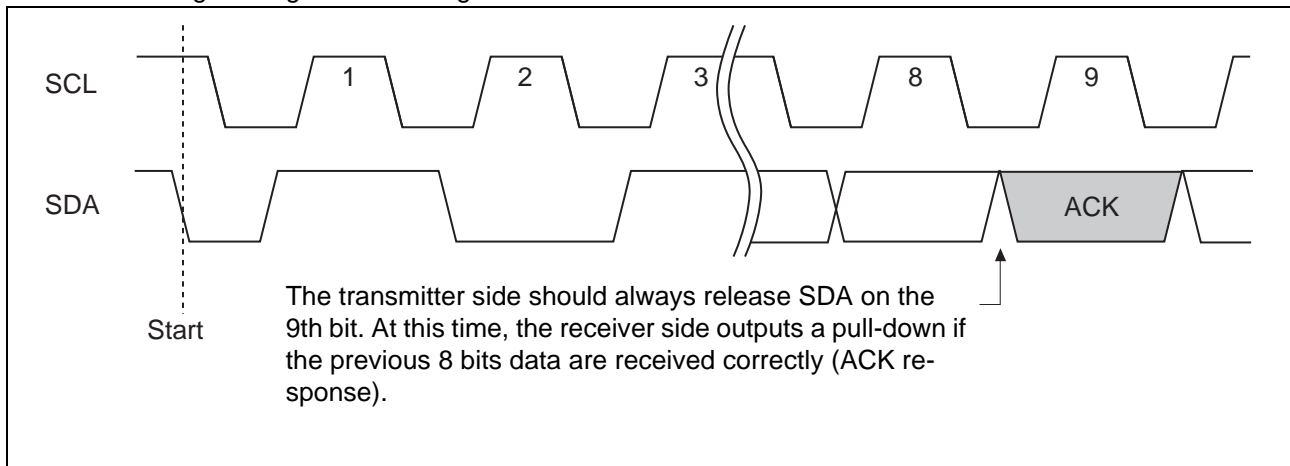 SCL
1
2
3
8
9
SDA
ACK
Start
The transmitter side should always release SDA on the
9th bit. At this time, the receiver side outputs a pull-down if
the previous 8 bits data are received correctly (ACK re-
sponse).